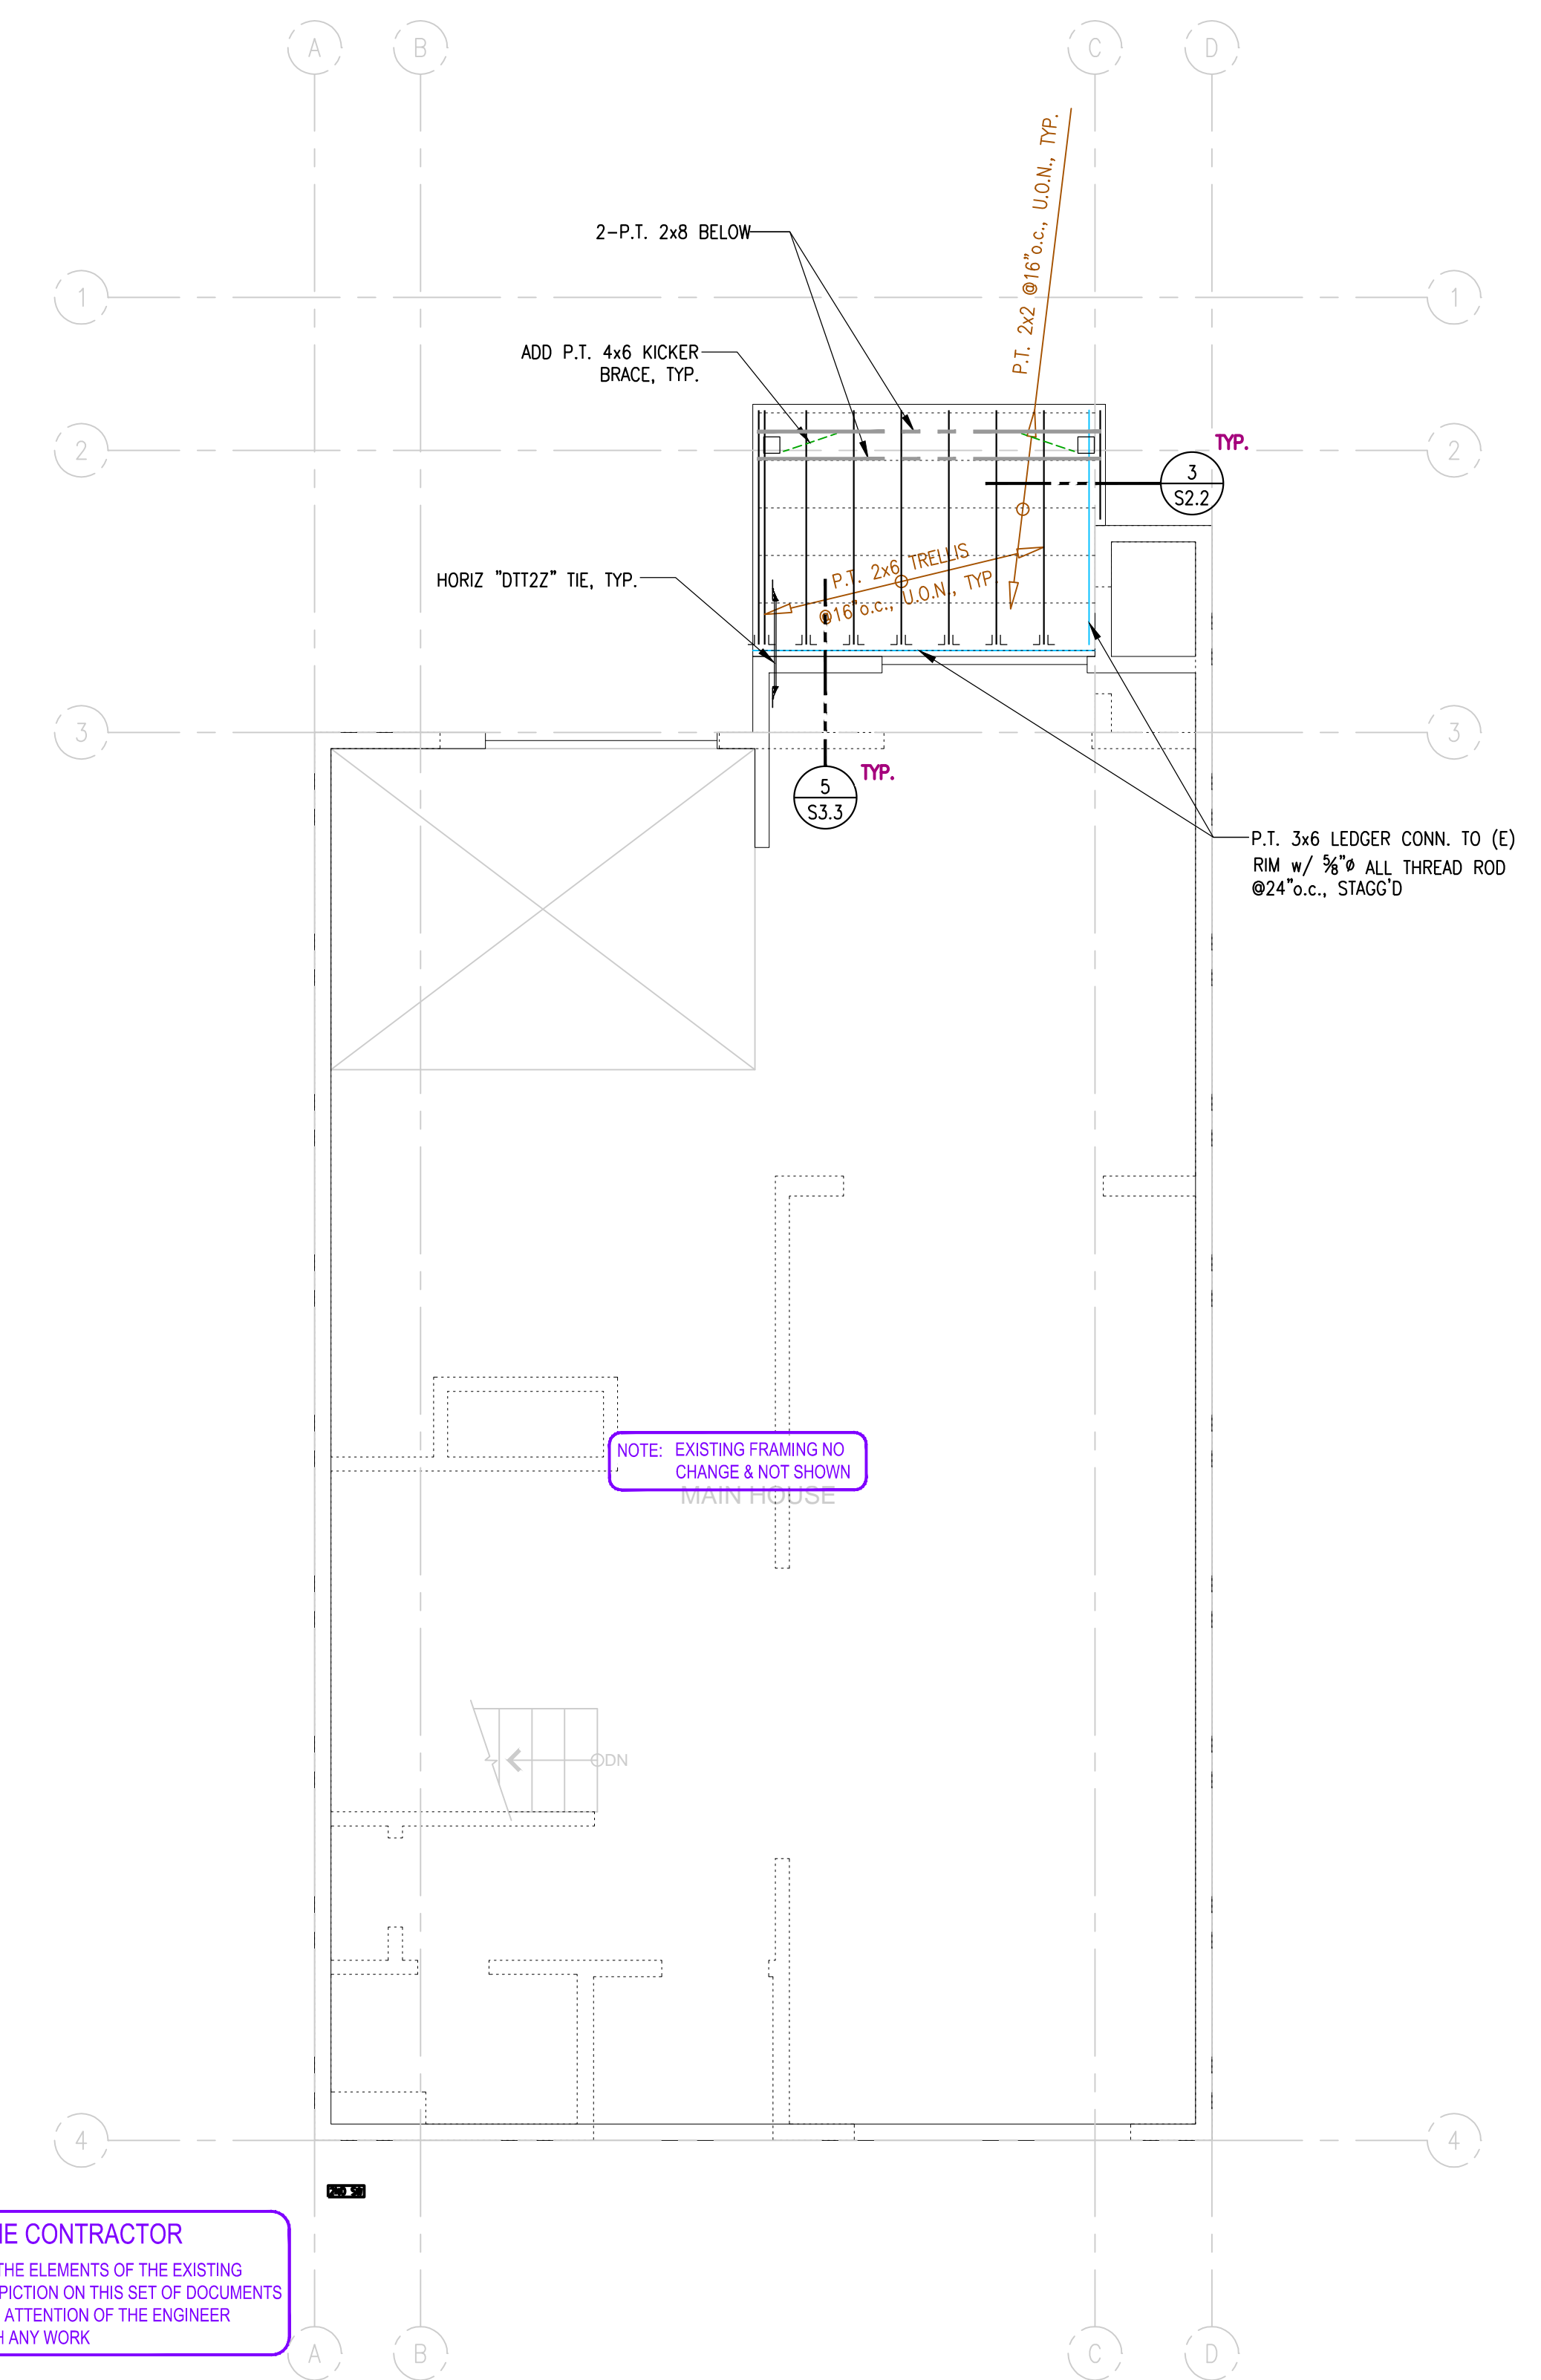 A
B
C
D
2-P.T. 2x8 BELOW
P.T. 2x2 @16"o.c., U.O.N., TYP.
1
1
ADD P.T. 4x6 KICKER
BRACE, TYP.
2
2
TYP.
3
S2.2
HORIZ "DTT2Z" TIE, TYP.
P.T. 2x6 TRELLIS
@16"o.c., U.O.N., TYP.
3
3
TYP.
5
S3.3
P.T. 3x6 LEDGER CONN. TO (E)
RIM w/ ⅝"ø ALL THREAD ROD
@24"o.c., STAGG'D
NOTE: EXISTING FRAMING NO
CHANGE & NOT SHOWN
MAIN HOUSE
DN
4
4
CONTRACTOR
THE ELEMENTS OF THE EXISTING
ON THIS SET OF DOCUMENTS
ATTENTION OF THE ENGINEER
ANY WORK
A
B
C
D